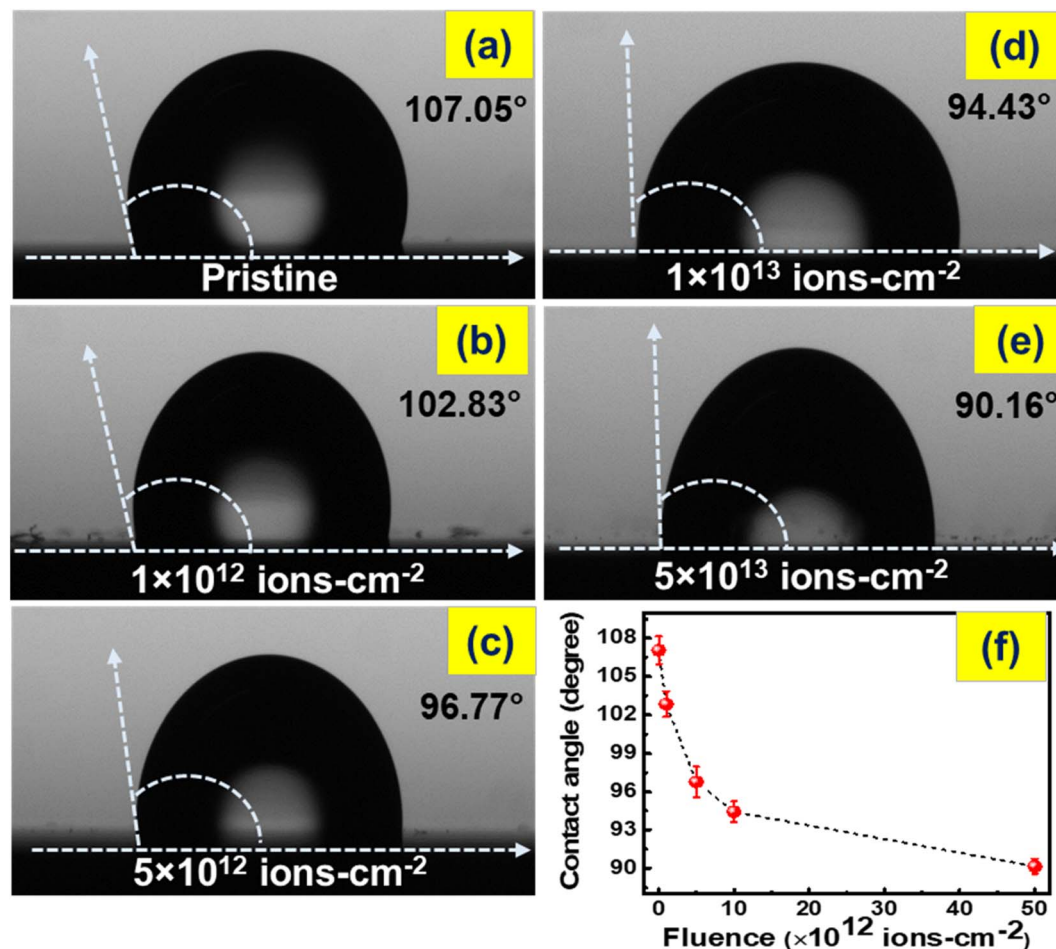 (a)
107.05°
Pristine
(b)
102.83°
1×10¹² ions-cm⁻²
(c)
96.77°
5×10¹² ions-cm⁻²
(d)
94.43°
1×10¹³ ions-cm⁻²
(e)
90.16°
5×10¹³ ions-cm⁻²
(f)
Contact angle (degree)
108
105
102
99
96
93
90
0 10 20 30 40 50
Fluence (×10¹² ions-cm⁻²)